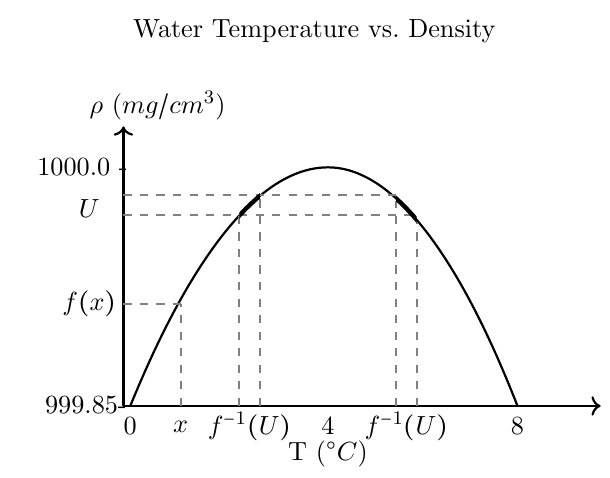 Water Temperature vs. Density
ρ (mg/cm³)
1000.0
U
f(x)
999.85
0 x f⁻¹(U) 4 f⁻¹(U) 8
T (°C)